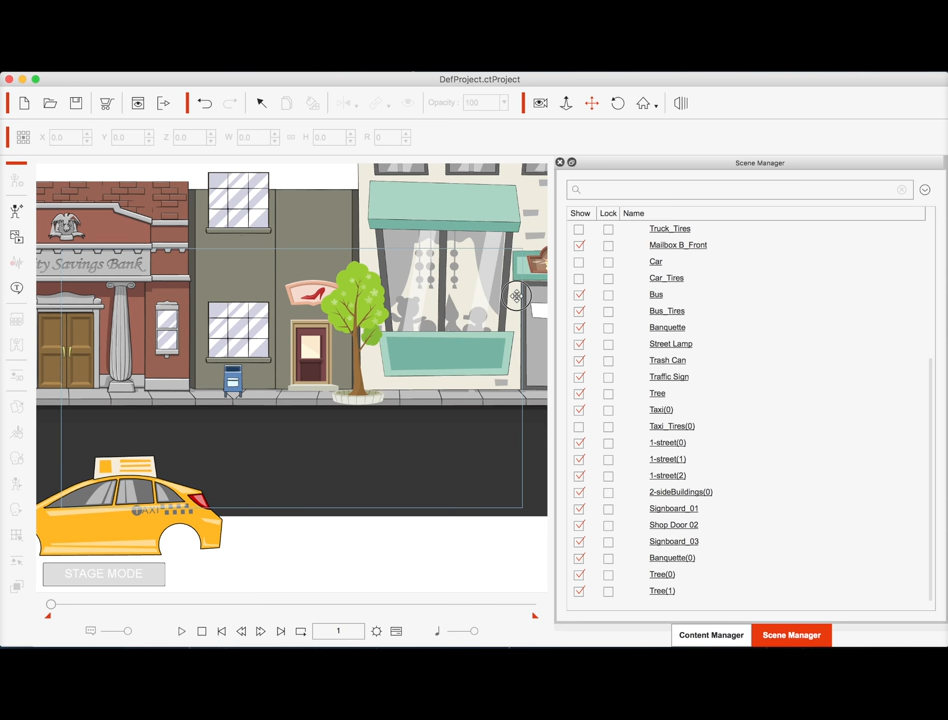 DefProject.ctProject
Opacity : 100
X 0.0 Y 0.0 Z 0.0 W 0.0 H 0.0 R 0
Scene Manager
Show Lock Name
Truck_Tires
Mailbox B_Front
Car
Car_Tires
Bus
Bus_Tires
Banquette
Street Lamp
Trash Can
Traffic Sign
Tree
Taxi(0)
Taxi_Tires(0)
1-street(0)
1-street(1)
1-street(2)
2-sideBuildings(0)
Signboard_01
Shop Door 02
Signboard_03
Banquette(0)
Tree(0)
Tree(1)
ty Savings Bank.
TAXI
STAGE MODE
1
Content Manager
Scene Manager